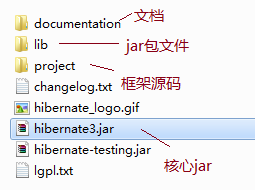 documentation 文档
lib jar包文件
project 框架源码
changelog.txt
hibernate_logo.gif
hibernate3.jar
hibernate-testing.jar 核心jar
lgpl.txt